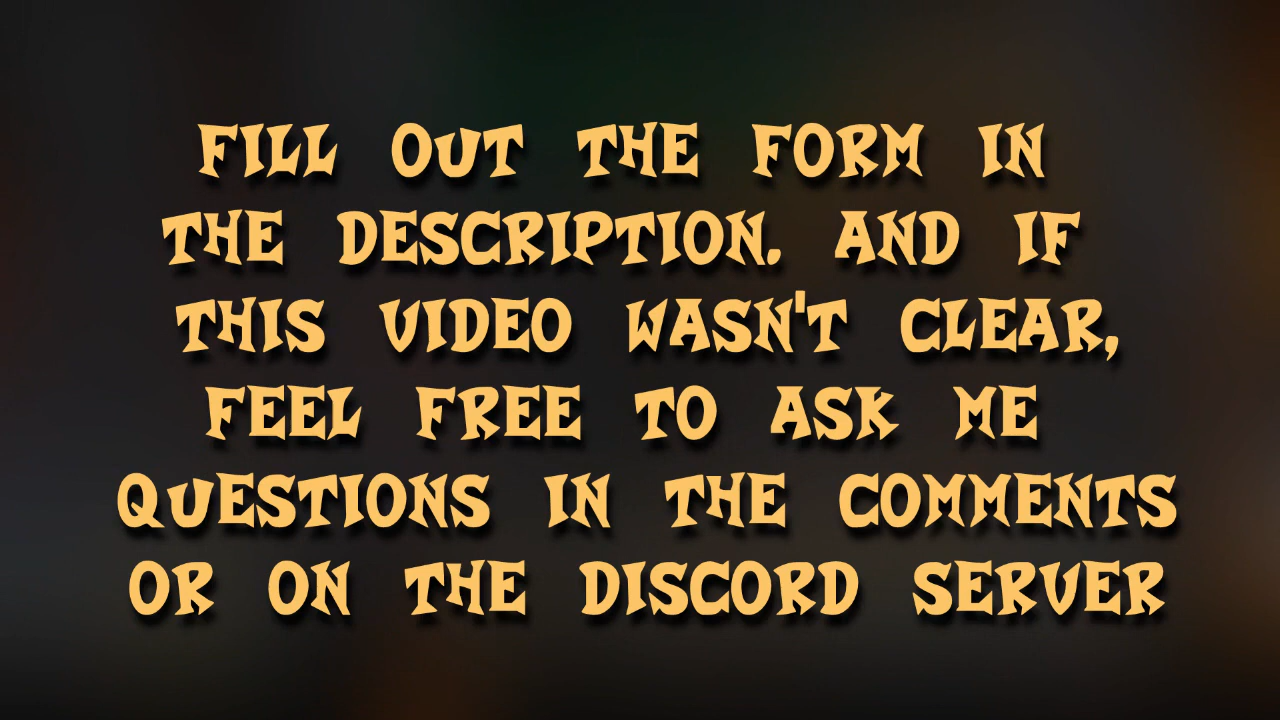 FILL OUT THE FORM IN
THE DESCRIPTION. AND IF
THIS VIDEO WASN'T CLEAR,
FEEL FREE TO ASK ME
QUESTIONS IN THE COMMENTS
OR ON THE DISCORD SERVER